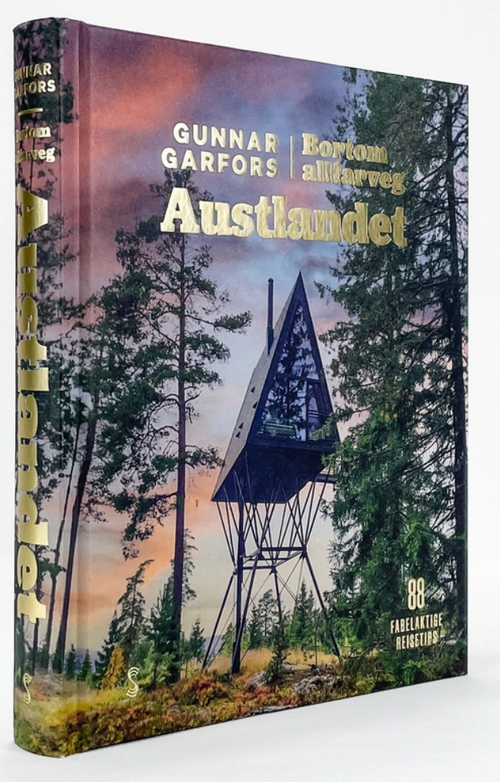 GUNNAR
GARFORS
Bortom
allfarveg
Austlandet
GUNNAR
GARFORS
Bortom
allfarveg
Austlandet
88
FABELAKTIGE
REISETIPS
S
S